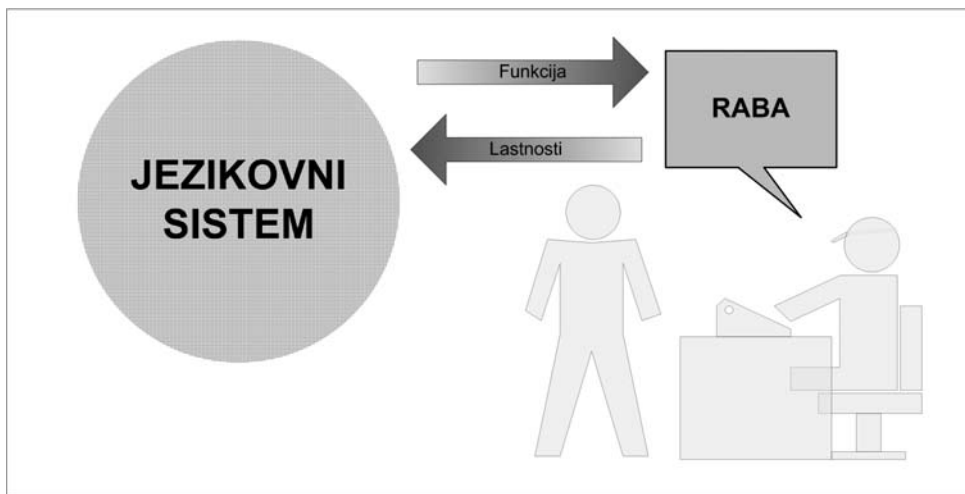 Funkcija
RABA
Lastnosti
JEZIKOVNI
SISTEM